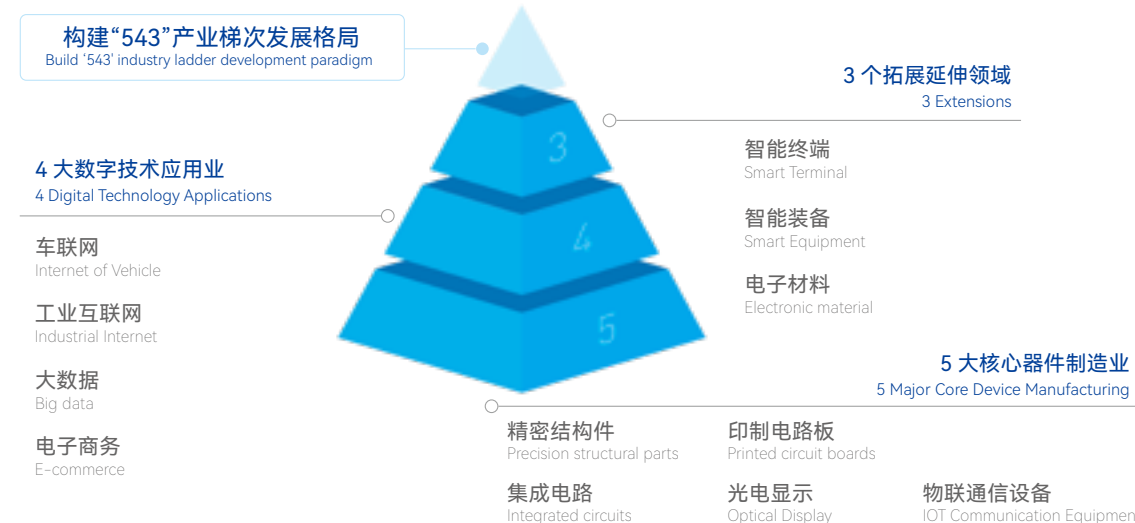 构建“543”产业梯次发展格局
Build ‘543’ industry ladder development paradigm
3 个拓展延伸领域
3 Extensions
智能终端
Smart Terminal
智能装备
Smart Equipment
电子材料
Electronic material
4 大数字技术应用业
4 Digital Technology Applications
车联网
Internet of Vehicle
工业互联网
Industrial Internet
大数据
Big data
电子商务
E-commerce
3
4
5
5 大核心器件制造业
5 Major Core Device Manufacturing
精密结构件
Precision structural parts
印制电路板
Printed circuit boards
集成电路
Integrated circuits
光电显示
Optical Display
物联通信设备
IOT Communication Equipmen